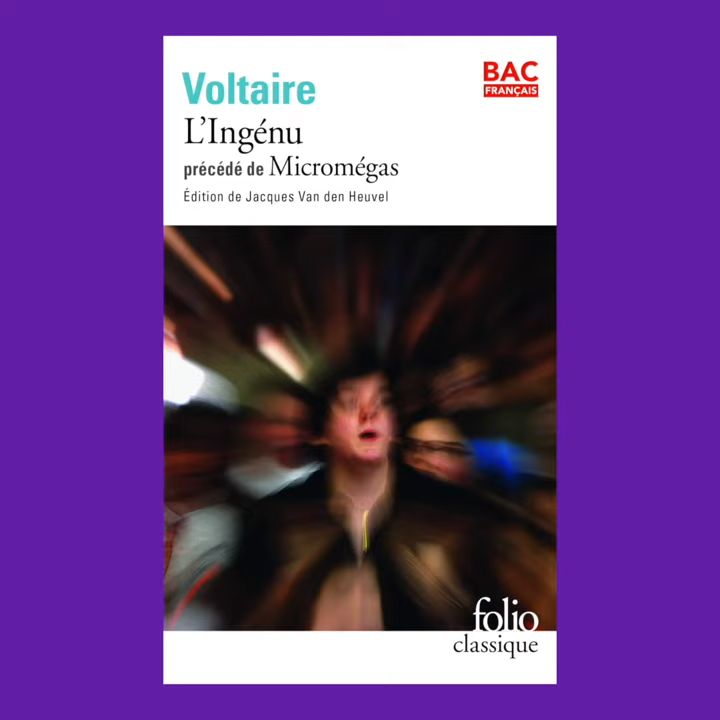 BAC
FRANÇAIS
Voltaire
L'Ingénu
précédé de Micromégas
Édition de Jacques Van den Heuvel
folio
classique